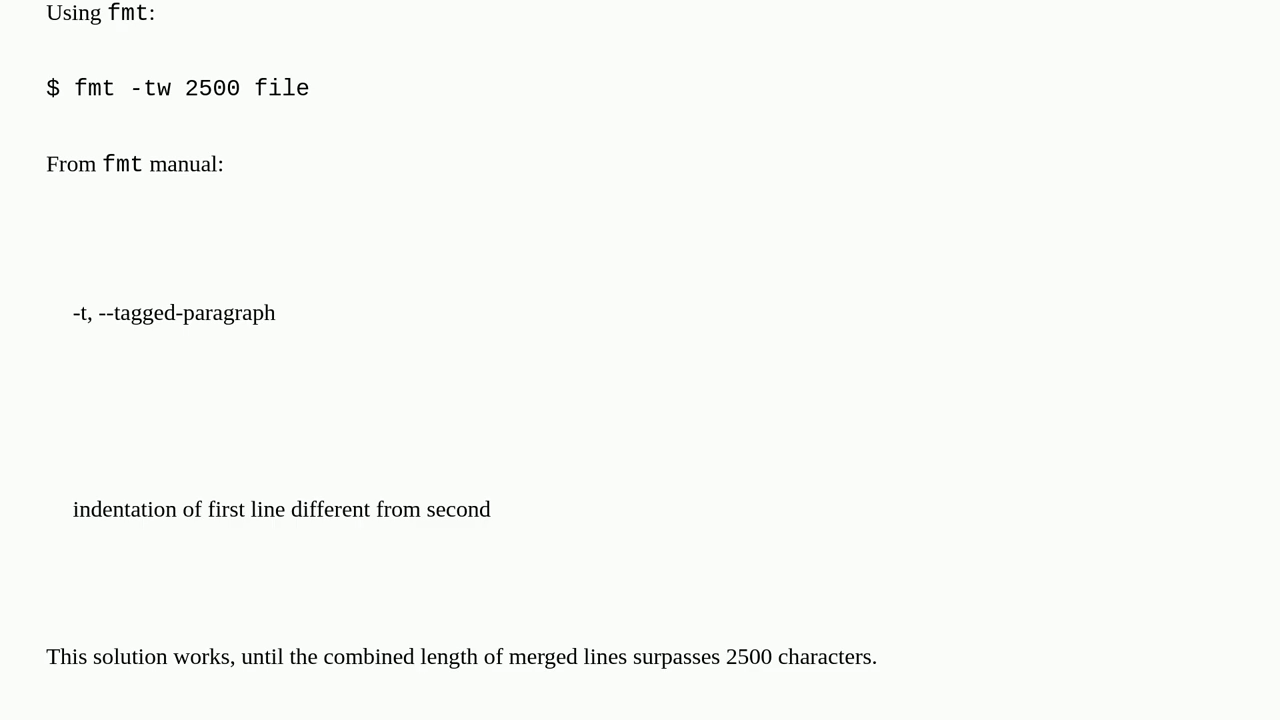 Using fmt:
$ fmt -tw 2500 file
From fmt manual:
-t, --tagged-paragraph
indentation of first line different from second
This solution works, until the combined length of merged lines surpasses 2500 characters.